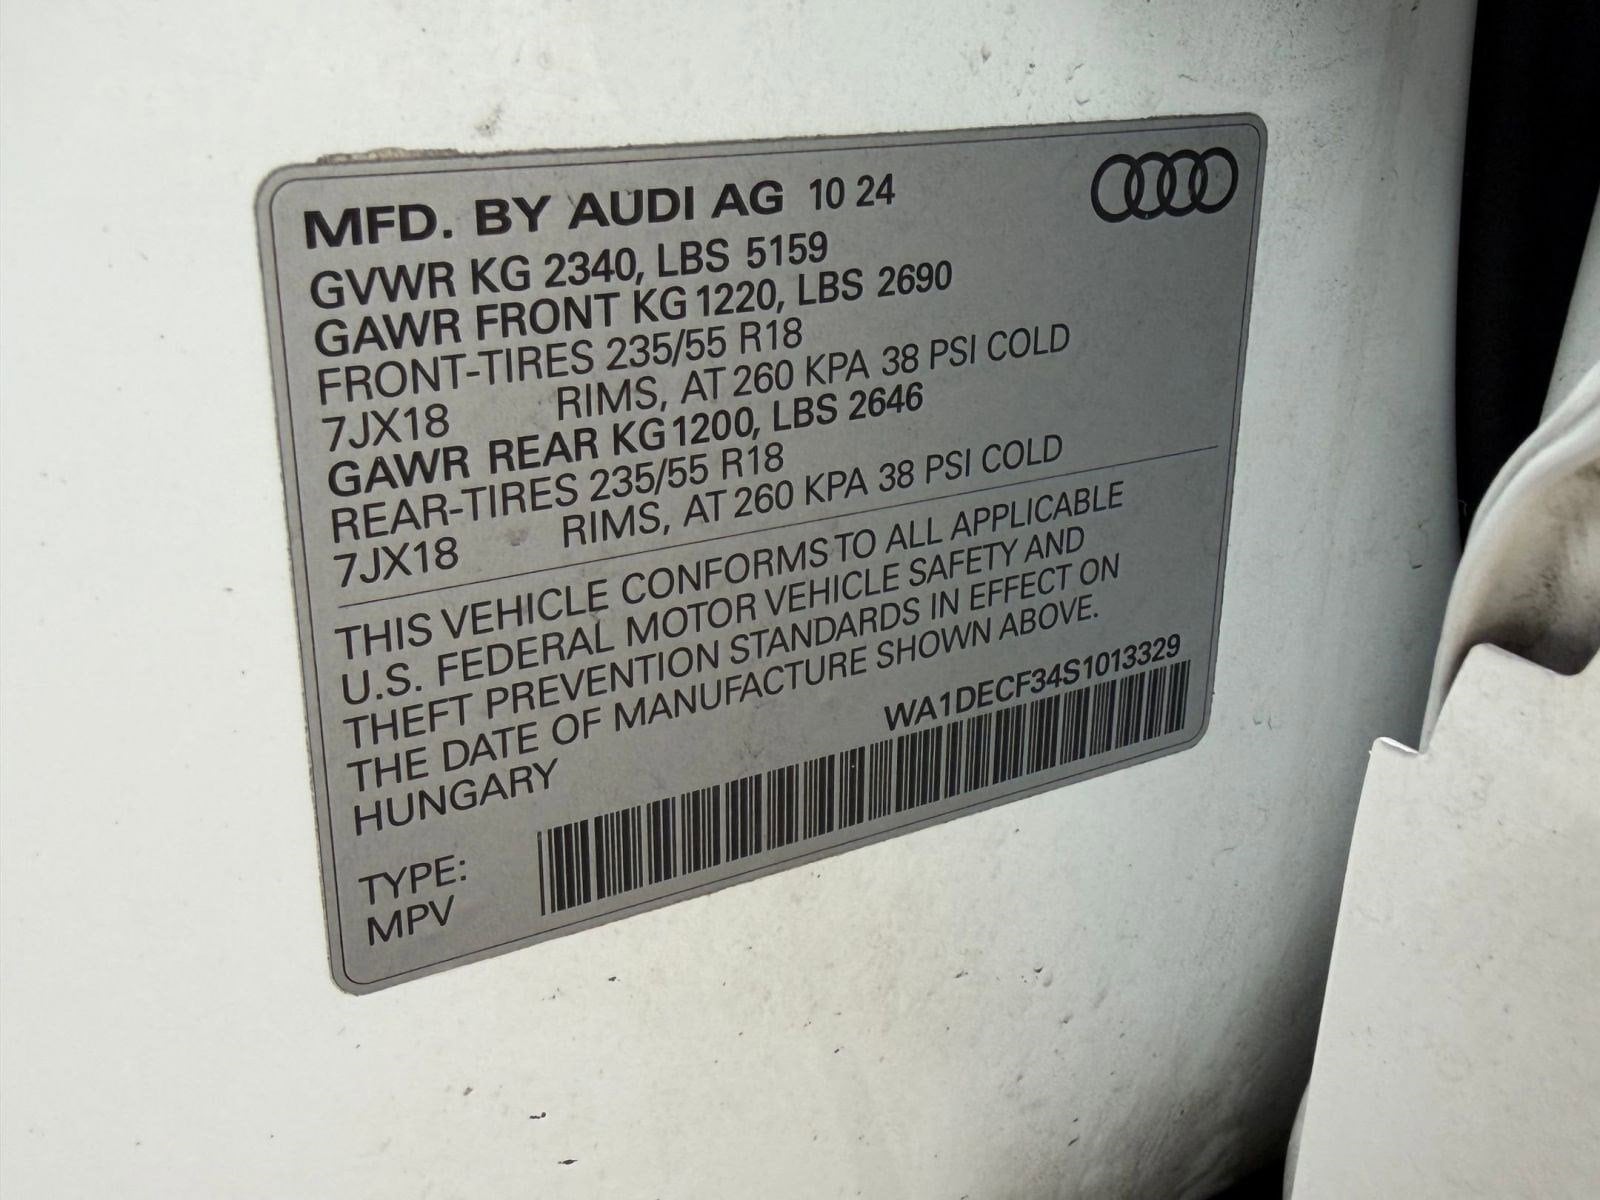 MFD. BY AUDI AG 10 24
GVWR KG 2340, LBS 5159
GAWR FRONT KG 1220, LBS 2690
FRONT-TIRES 235/55 R18
7JX18 RIMS, AT 260 KPA 38 PSI COLD
GAWR REAR KG 1200, LBS 2646
REAR-TIRES 235/55 R18
7JX18 RIMS, AT 260 KPA 38 PSI COLD
THIS VEHICLE CONFORMS TO ALL APPLICABLE
U.S. FEDERAL MOTOR VEHICLE SAFETY AND
THEFT PREVENTION STANDARDS IN EFFECT ON
THE DATE OF MANUFACTURE SHOWN ABOVE.
HUNGARY
WA1DECF34S1013329
TYPE:
MPV